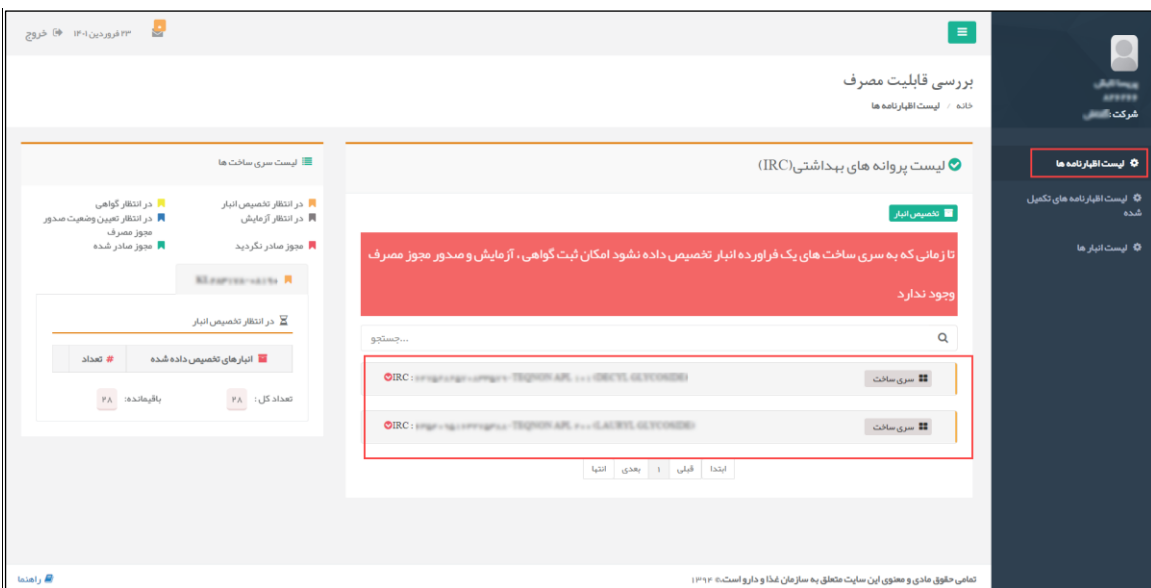 ۲۳ فروردین ۱۴۰۱
خروج
شرکت :
لیست اظهارنامه ها
لیست اظهارنامه های تکمیل
شده
لیست انبار ها
بررسی قابلیت مصرف
خانه / لیست اظهارنامه ها
لیست پروانه های بهداشتی(IRC)
تخصیص انبار
تا زمانی که به سری ساخت های یک فراورده انبار تخصیص داده نشود امکان ثبت گواهی ، آزمایش و صدور مجوز مصرف
وجود ندارد
جستجو...
IRC :
سری ساخت
IRC :
سری ساخت
ابتدا قبلی ۱ بعدی انتها
لیست سری ساخت ها
در انتظار تخصیص انبار
در انتظار گواهی
در انتظار آزمایش
در انتظار تعیین وضعیت صدور
مجوز مصرف
مجوز صادر نگردید
مجوز صادر شده
در انتظار تخصیص انبار
انبارهای تخصیص داده شده
# تعداد
تعداد کل : ۲۸
باقیمانده: ۲۸
تمامی حقوق مادی و معنوی این سایت متعلق به سازمان غذا و دارو است.© ۱۳۹۴
راهنما